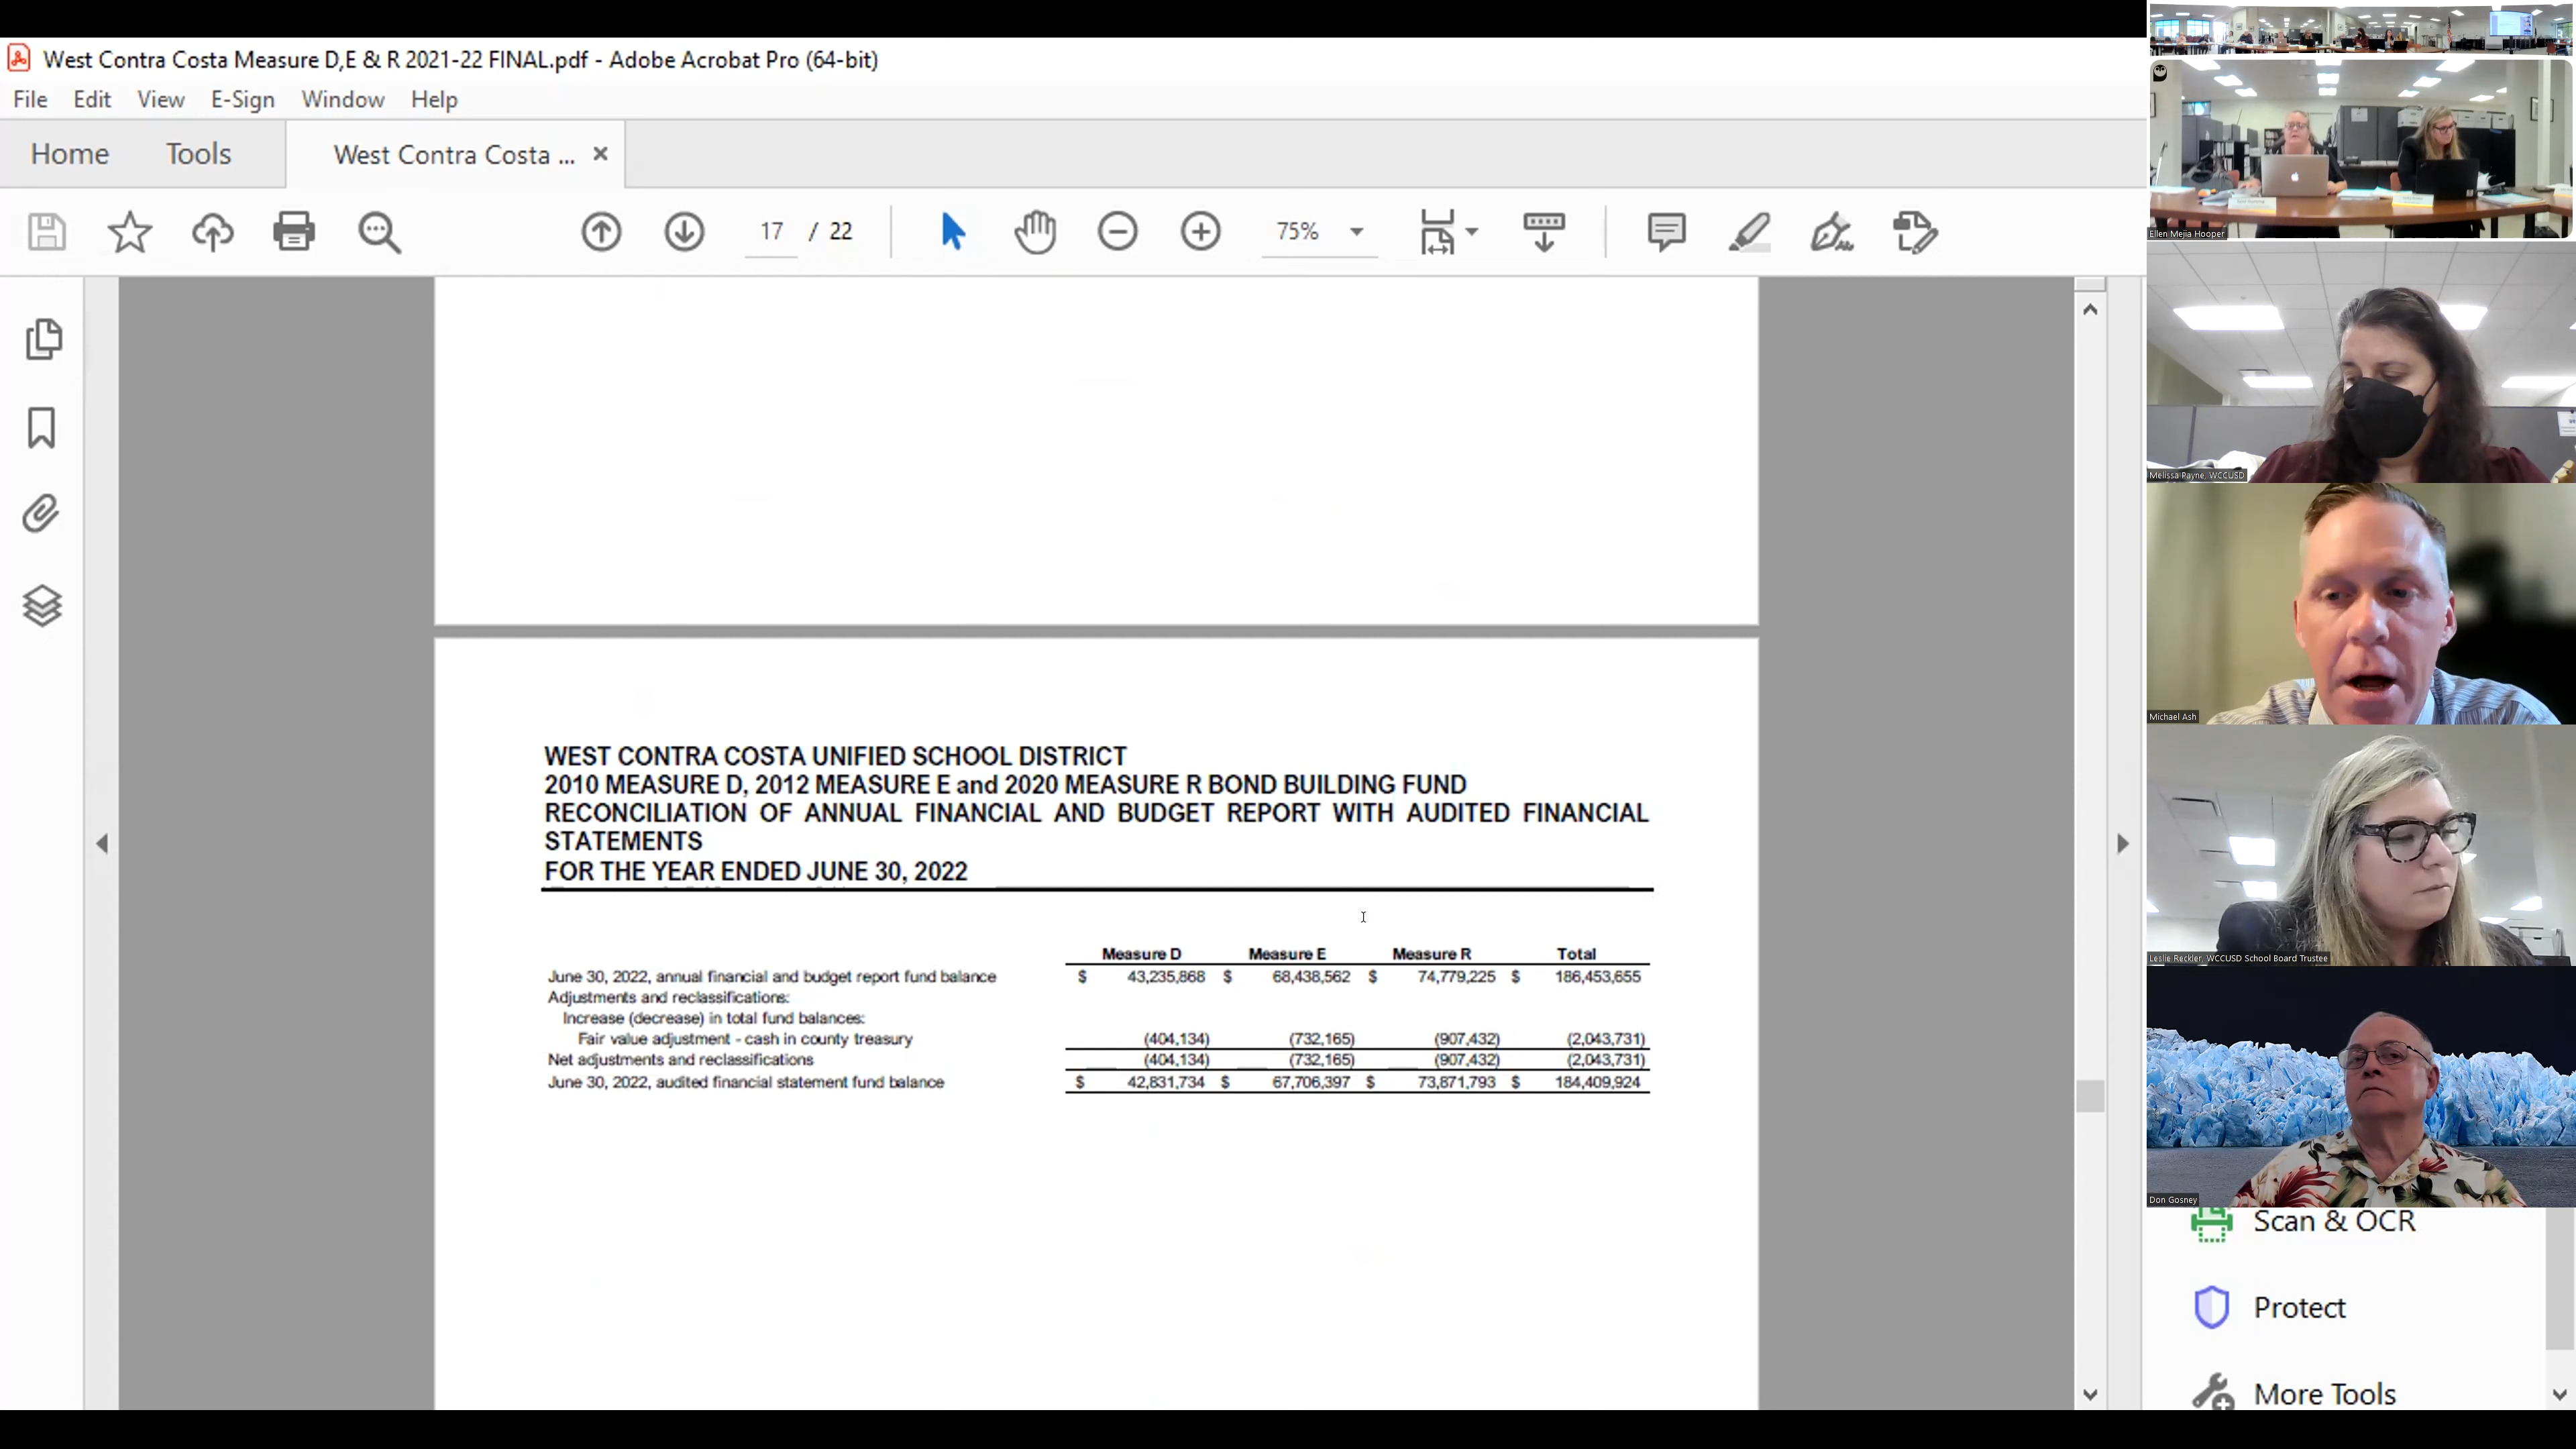 West Contra Costa Measure D,E & R 2021-22 FINAL.pdf - Adobe Acrobat Pro (64-bit)
File Edit View E-Sign Window Help
Home Tools West Contra Costa ...
17 / 22 75%
WEST CONTRA COSTA UNIFIED SCHOOL DISTRICT
2010 MEASURE D, 2012 MEASURE E and 2020 MEASURE R BOND BUILDING FUND
RECONCILIATION OF ANNUAL FINANCIAL AND BUDGET REPORT WITH AUDITED FINANCIAL
STATEMENTS
FOR THE YEAR ENDED JUNE 30, 2022
Measure D Measure E Measure R Total
June 30, 2022, annual financial and budget report fund balance $ 43,235,868 $ 68,438,562 $ 74,779,225 $ 186,453,655
Adjustments and reclassifications:
Increase (decrease) in total fund balances:
Fair value adjustment - cash in county treasury (404,134) (732,165) (907,432) (2,043,731)
Net adjustments and reclassifications (404,134) (732,165) (907,432) (2,043,731)
June 30, 2022, audited financial statement fund balance $ 42,831,734 $ 67,706,397 $ 73,871,793 $ 184,409,924
Ellen Mejia Hooper
Melissa Payne, WCCUSD
Michael Ash
Leslie Reckler, WCCUSD School Board Trustee
Don Gosney
Scan & OCR
Protect
More Tools